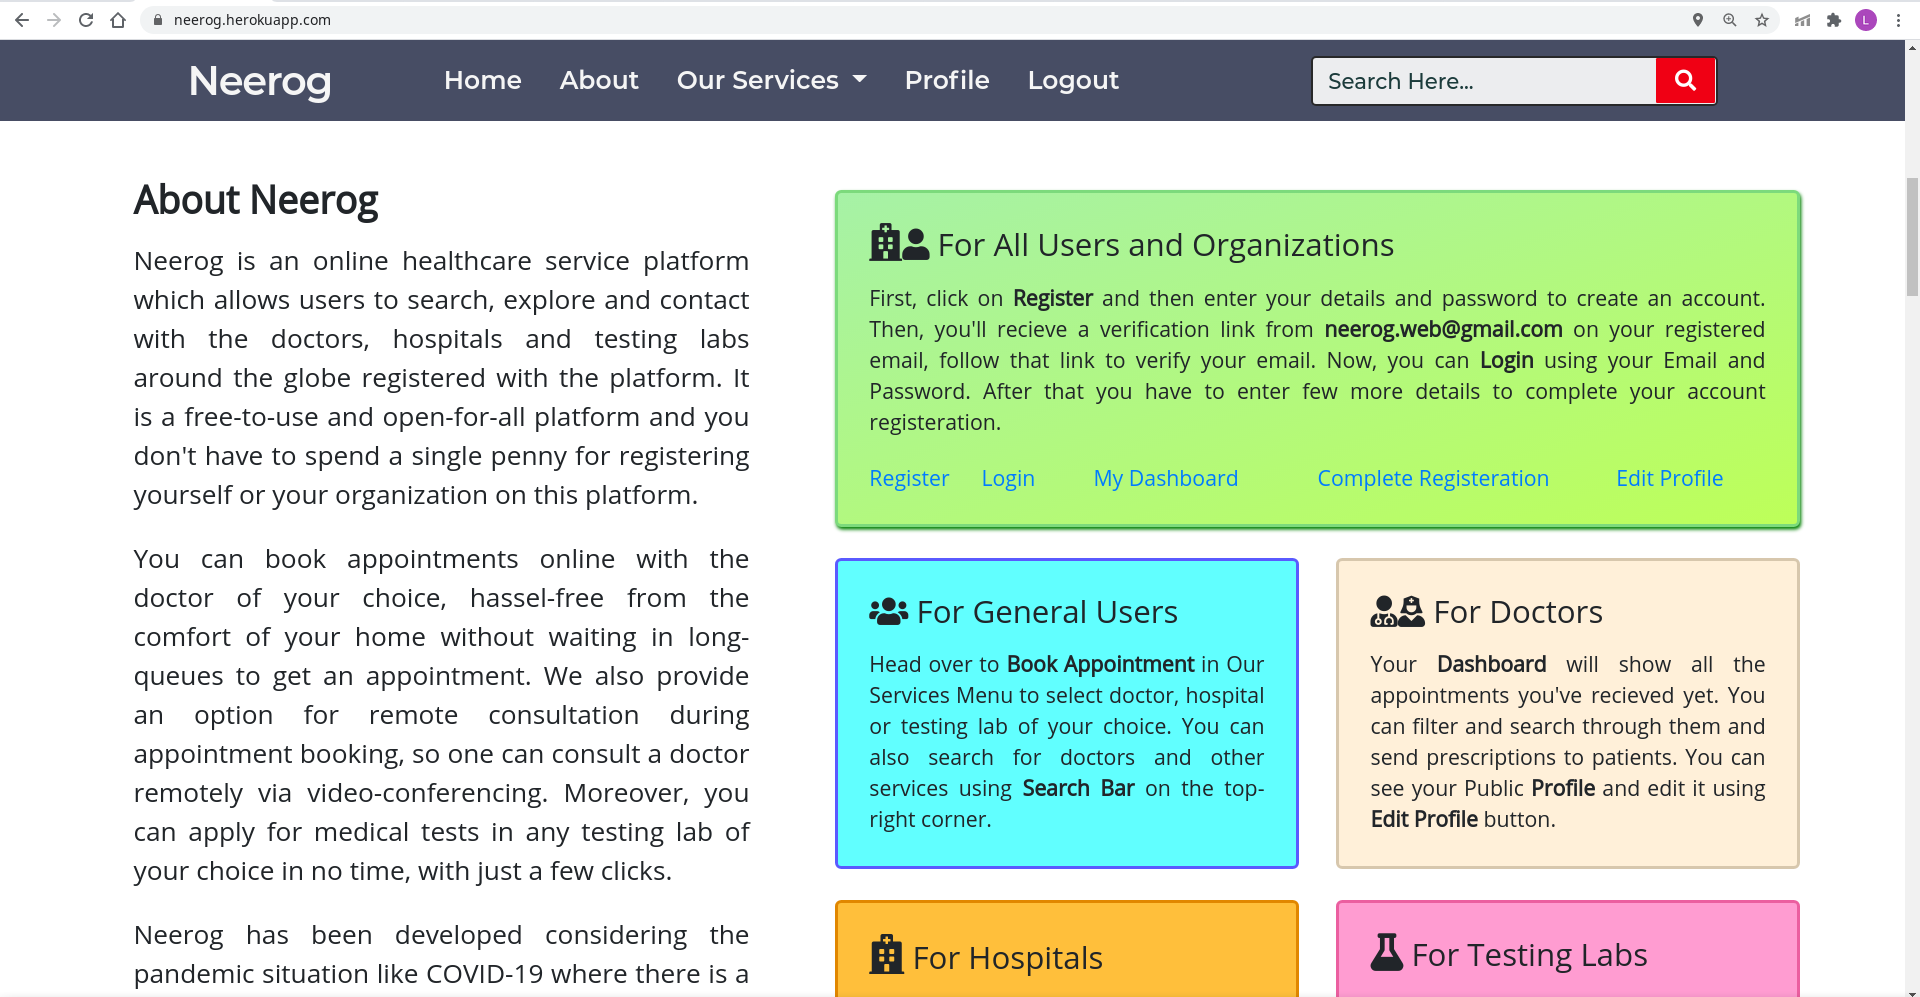 neerog.herokuapp.com
L
Neerog
Home
About
Our Services
Profile
Logout
Search Here...
About Neerog
Neerog is an online healthcare service platform
which allows users to search, explore and contact
with the doctors, hospitals and testing labs
around the globe registered with the platform. It
is a free-to-use and open-for-all platform and you
don't have to spend a single penny for registering
yourself or your organization on this platform.
You can book appointments online with the
doctor of your choice, hassel-free from the
comfort of your home without waiting in long-
queues to get an appointment. We also provide
an option for remote consultation during
appointment booking, so one can consult a doctor
remotely via video-conferencing. Moreover, you
can apply for medical tests in any testing lab of
your choice in no time, with just a few clicks.
Neerog has been developed considering the
pandemic situation like COVID-19 where there is a
For All Users and Organizations
First, click on Register and then enter your details and password to create an account.
Then, you'll recieve a verification link from neerog.web@gmail.com on your registered
email, follow that link to verify your email. Now, you can Login using your Email and
Password. After that you have to enter few more details to complete your account
registeration.
Register
Login
My Dashboard
Complete Registeration
Edit Profile
For General Users
Head over to Book Appointment in Our
Services Menu to select doctor, hospital
or testing lab of your choice. You can
also search for doctors and other
services using Search Bar on the top-
right corner.
For Doctors
Your Dashboard will show all the
appointments you've recieved yet. You
can filter and search through them and
send prescriptions to patients. You can
see your Public Profile and edit it using
Edit Profile button.
For Hospitals
For Testing Labs